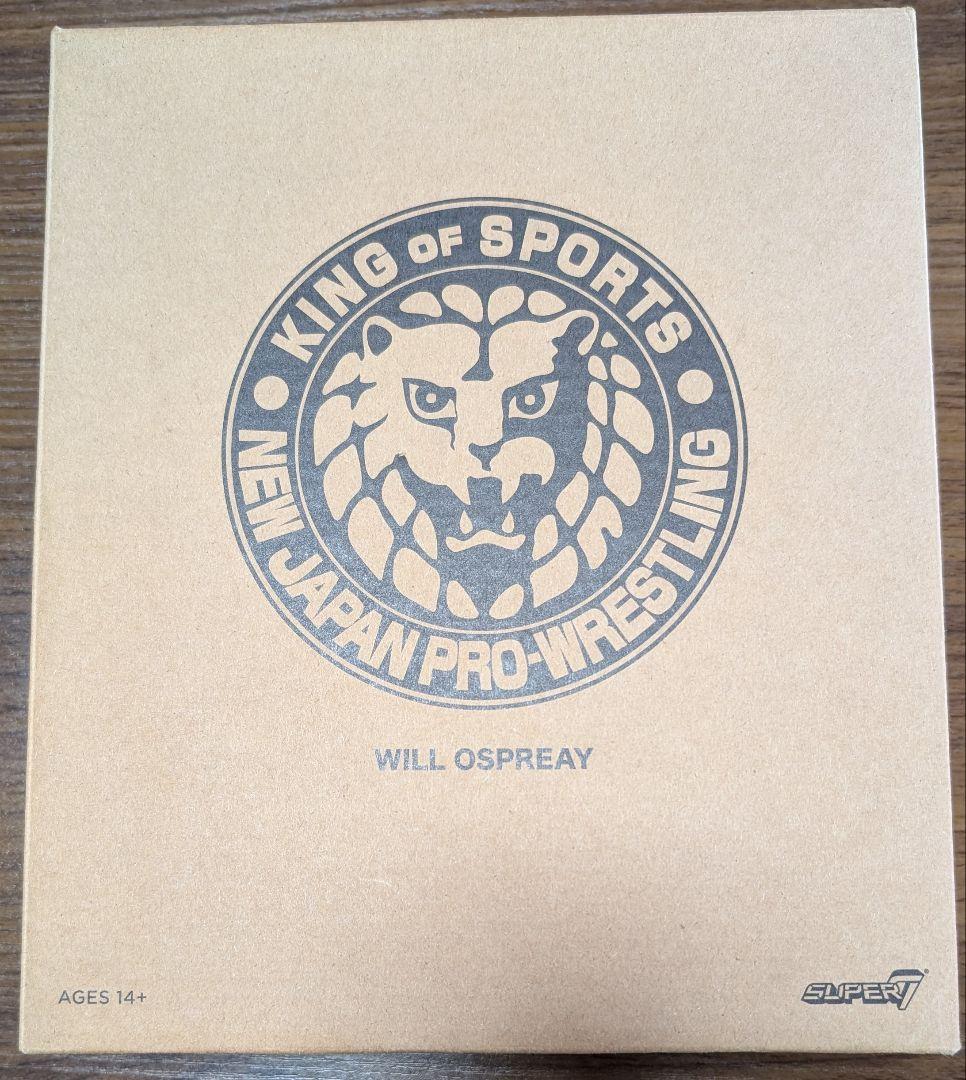 KING OF SPORTS
NEW JAPAN PRO-WRESTLING
WILL OSPREAY
AGES 14+
SUPER7®